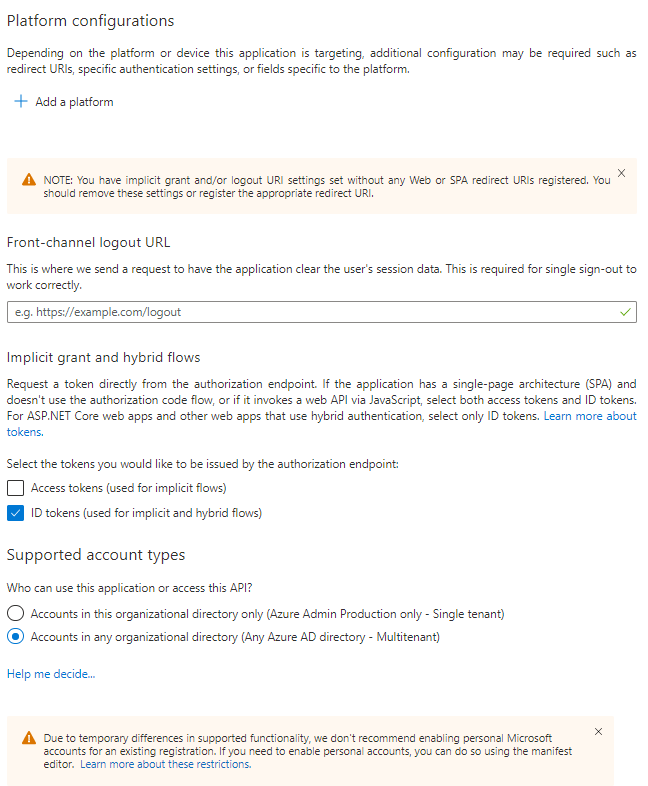 Platform configurations
Depending on the platform or device this application is targeting, additional configuration may be required such as
redirect URIs, specific authentication settings, or fields specific to the platform.
Add a platform
NOTE: You have implicit grant and/or logout URI settings set without any Web or SPA redirect URIs registered. You
should remove these settings or register the appropriate redirect URI.
Front-channel logout URL
This is where we send a request to have the application clear the user's session data. This is required for single sign-out to
work correctly.
e.g. https://example.com/logout
Implicit grant and hybrid flows
Request a token directly from the authorization endpoint. If the application has a single-page architecture (SPA) and
doesn't use the authorization code flow, or if it invokes a web API via JavaScript, select both access tokens and ID tokens.
For ASP.NET Core web apps and other web apps that use hybrid authentication, select only ID tokens. Learn more about
tokens.
Select the tokens you would like to be issued by the authorization endpoint:
Access tokens (used for implicit flows)
ID tokens (used for implicit and hybrid flows)
Supported account types
Who can use this application or access this API?
Accounts in this organizational directory only (Azure Admin Production only - Single tenant)
Accounts in any organizational directory (Any Azure AD directory - Multitenant)
Help me decide...
Due to temporary differences in supported functionality, we don't recommend enabling personal Microsoft
accounts for an existing registration. If you need to enable personal accounts, you can do so using the manifest
editor. Learn more about these restrictions.